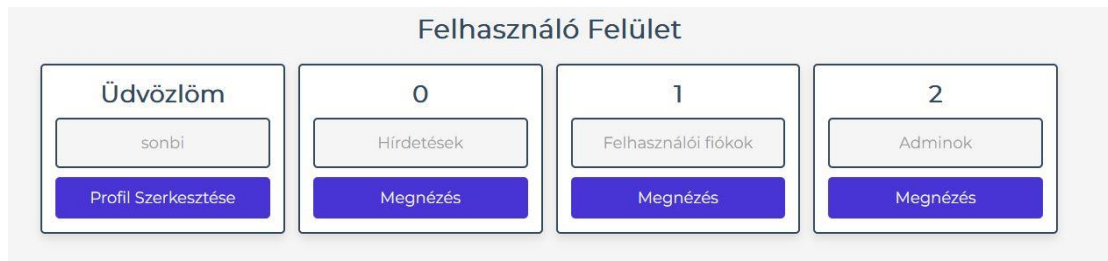 Felhasználó Felület
Üdvözlöm
sonbi
Profil Szerkesztése
0
Hírdetések
Megnézés
1
Felhasználói fiókok
Megnézés
2
Adminok
Megnézés